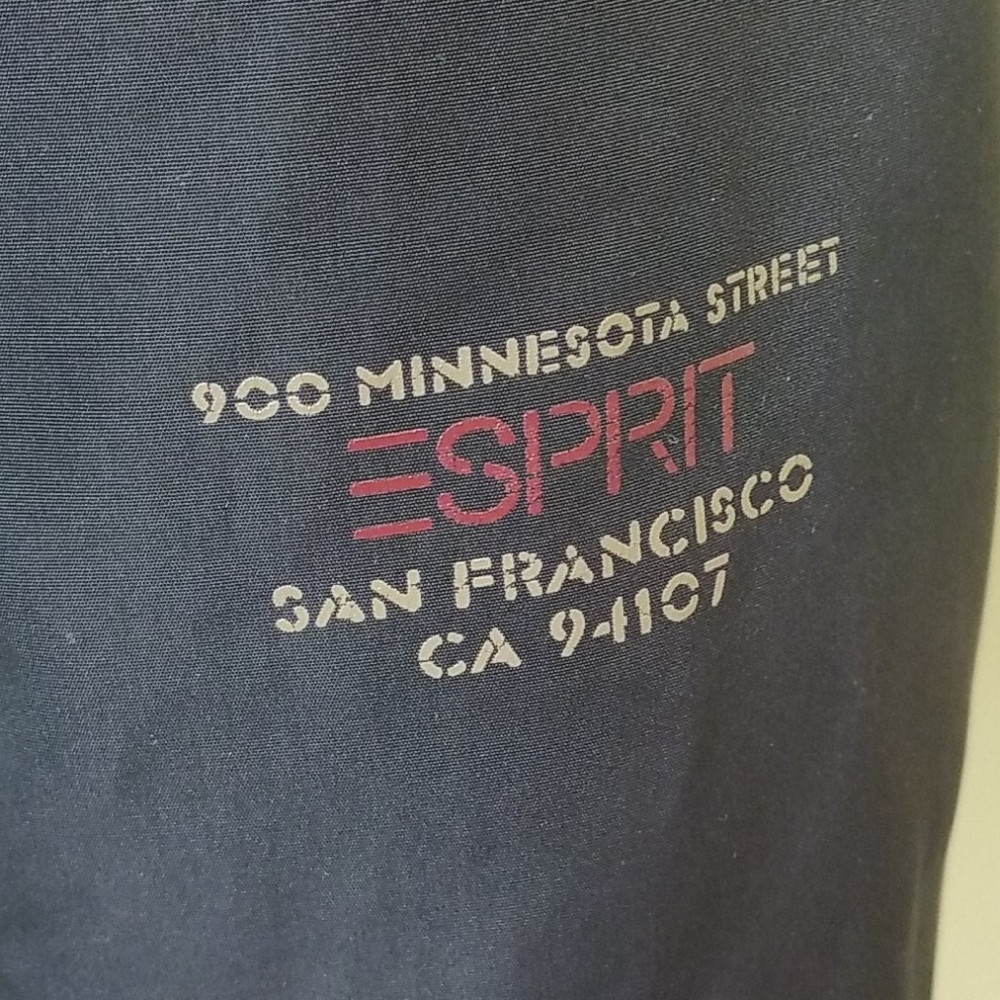 900 MINNESOTA STREET
ESPRIT
SAN FRANCISCO
CA 94107